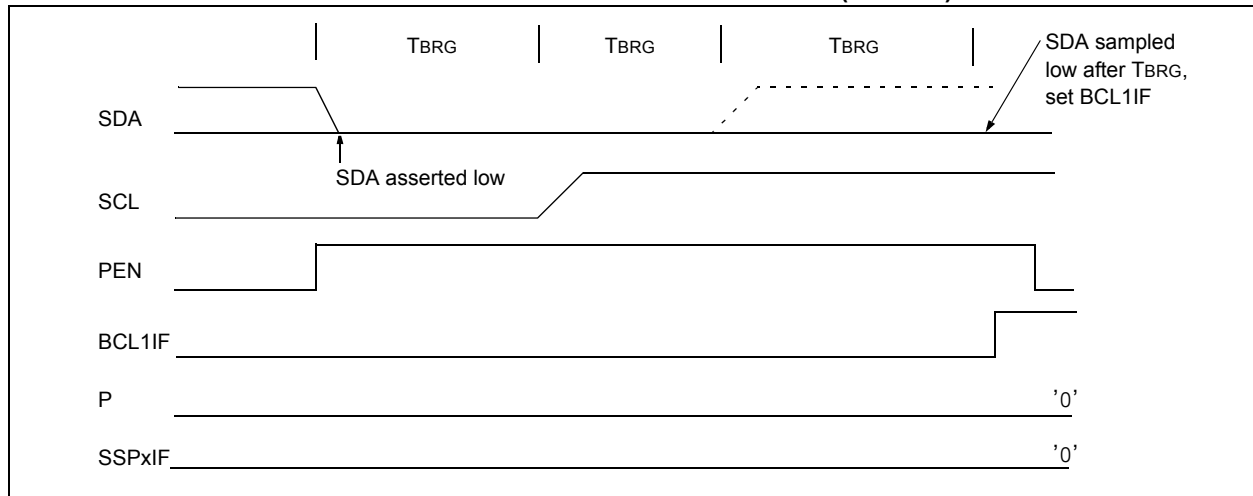 TBRG TBRG TBRG
SDA sampled
low after TBRG,
set BCL1IF
SDA
SDA asserted low
SCL
PEN
BCL1IF
P '0'
SSPxIF '0'